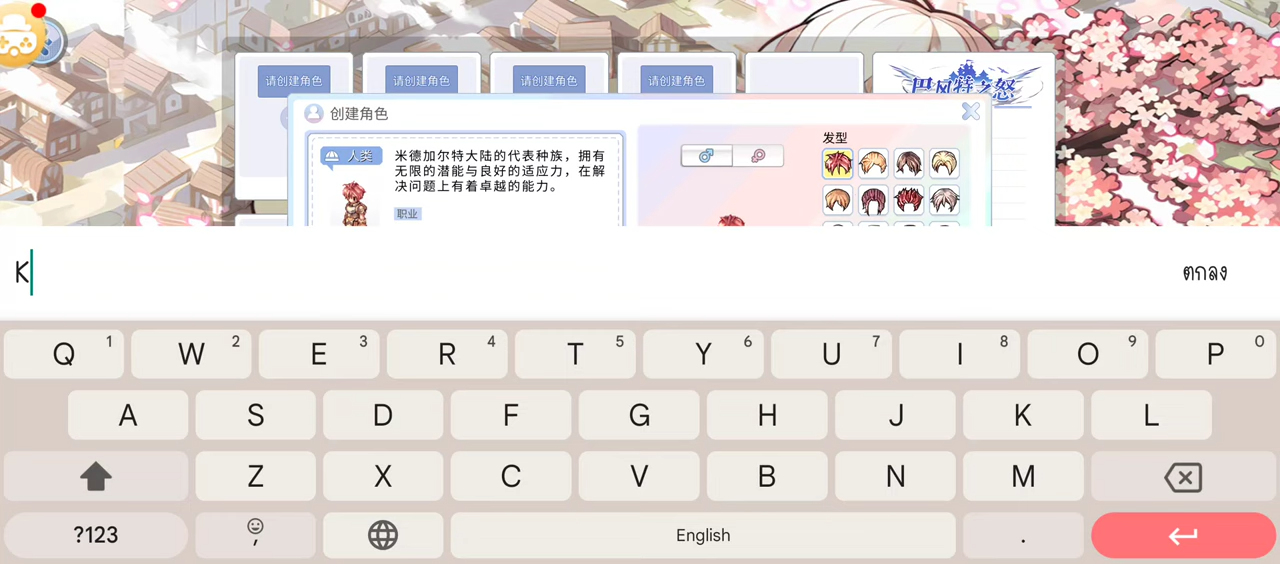 请创建角色
请创建角色
请创建角色
请创建角色
巴风特之怒
创建角色
人类
米德加尔特大陆的代表种族，拥有
无限的潜能与良好的适应力，在解
决问题上有着卓越的能力。
职业
发型
K
ตกลง
Q 1 W 2 E 3 R 4 T 5 Y 6 U 7 I 8 O 9 P 0
A S D F G H J K L
Z X C V B N M
?123 , English .